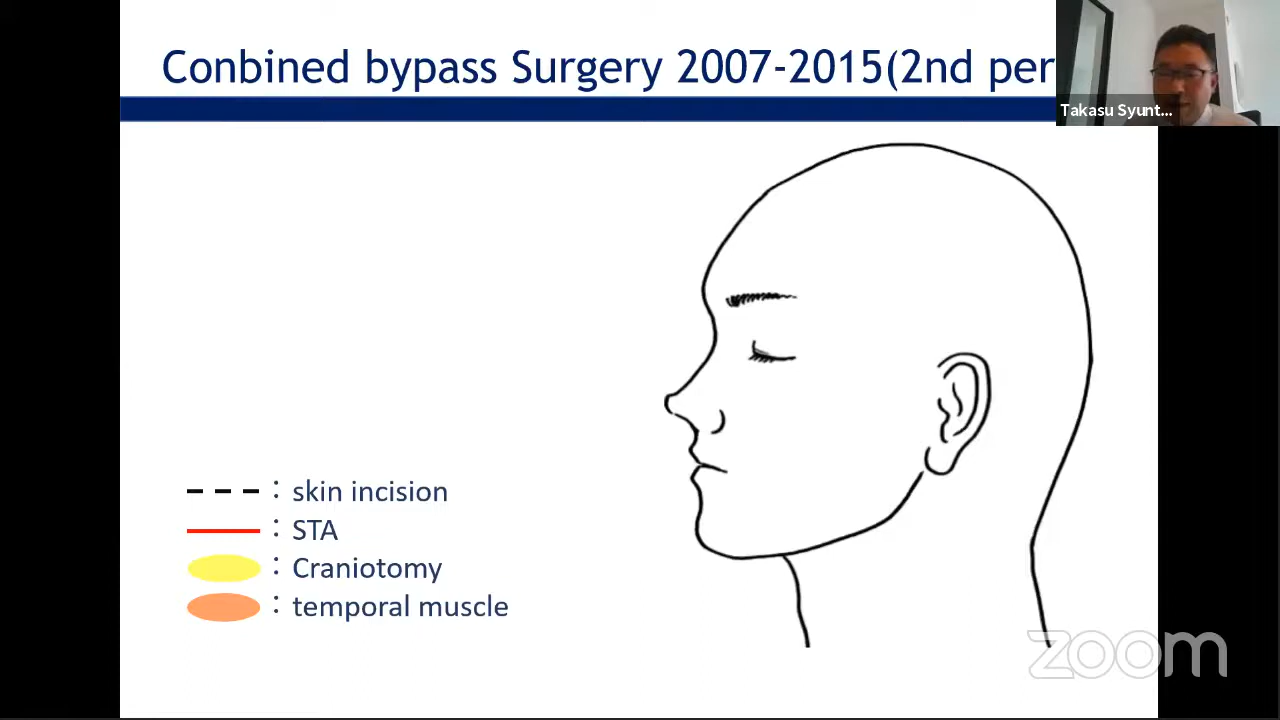 Conbined bypass Surgery 2007-2015(2nd per
Takasu Syunt...
: skin incision
: STA
: Craniotomy
: temporal muscle
zoom